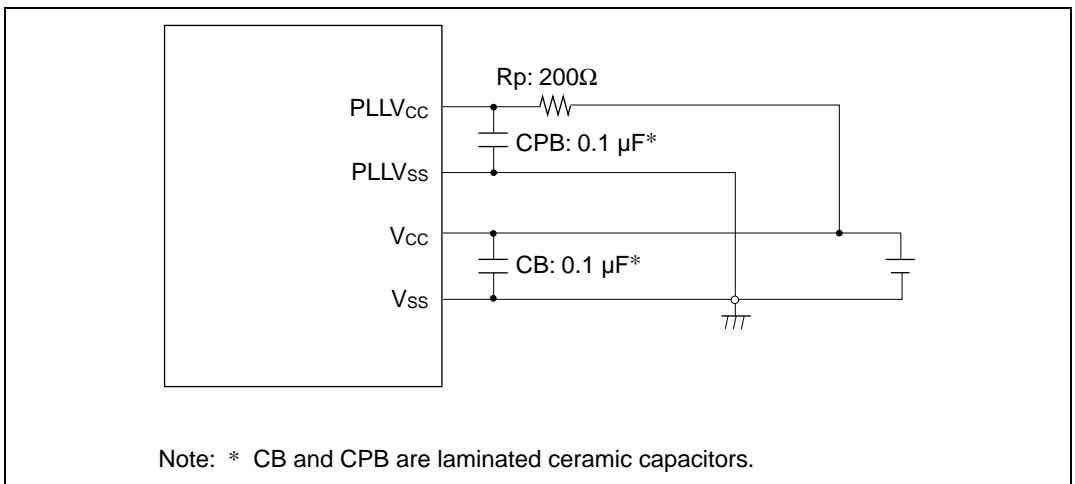 Rp: 200Ω
PLLVCC
CPB: 0.1 µF*
PLLVSS
VCC
CB: 0.1 µF*
VSS
Note: * CB and CPB are laminated ceramic capacitors.